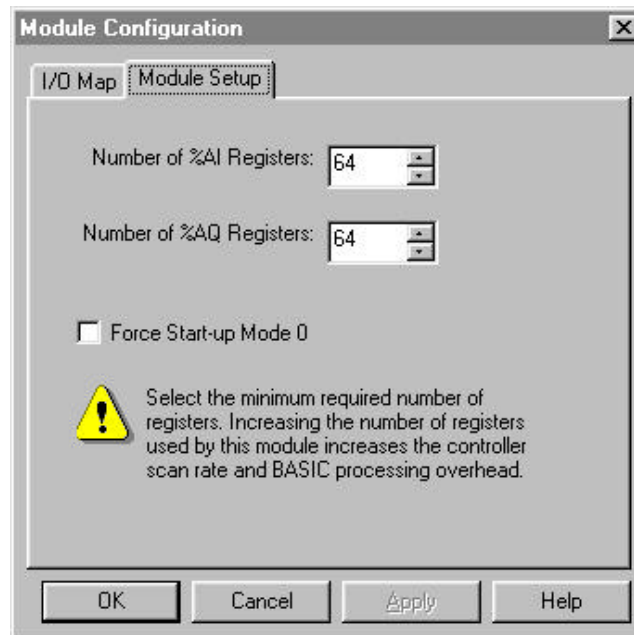 Module Configuration
I/O Map Module Setup
Number of %AI Registers: 64
Number of %AQ Registers: 64
Force Start-up Mode 0
Select the minimum required number of
registers. Increasing the number of registers
used by this module increases the controller
scan rate and BASIC processing overhead.
OK Cancel Apply Help